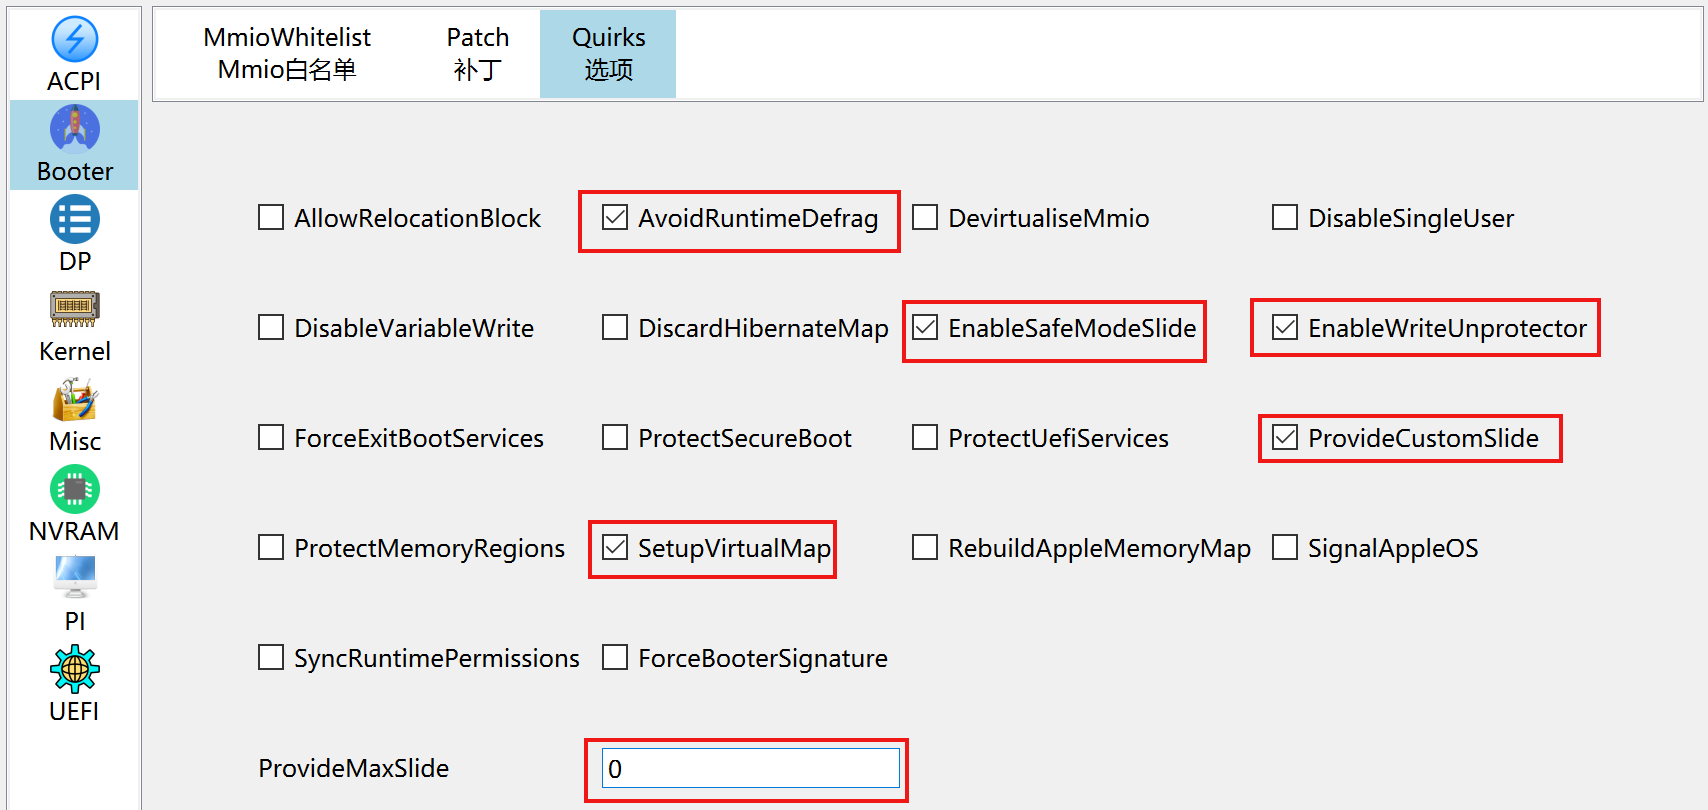 ACPI
Booter
DP
Kernel
Misc
NVRAM
PI
UEFI
MmioWhitelist
Mmio白名单
Patch
补丁
Quirks
选项
AllowRelocationBlock
AvoidRuntimeDefrag
DevirtualiseMmio
DisableSingleUser
DisableVariableWrite
DiscardHibernateMap
EnableSafeModeSlide
EnableWriteUnprotector
ForceExitBootServices
ProtectSecureBoot
ProtectUefiServices
ProvideCustomSlide
ProtectMemoryRegions
SetupVirtualMap
RebuildAppleMemoryMap
SignalAppleOS
SyncRuntimePermissions
ForceBooterSignature
ProvideMaxSlide
0